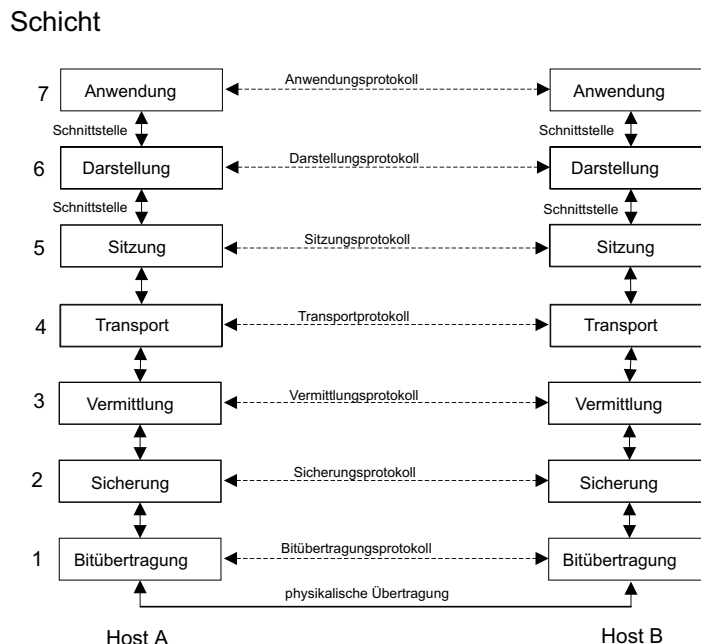 Schicht
7 Anwendung Anwendungsprotokoll Anwendung
Schnittstelle Schnittstelle
6 Darstellung Darstellungsprotokoll Darstellung
Schnittstelle Schnittstelle
5 Sitzung Sitzungsprotokoll Sitzung
4 Transport Transportprotokoll Transport
3 Vermittlung Vermittlungsprotokoll Vermittlung
2 Sicherung Sicherungsprotokoll Sicherung
1 Bitübertragung Bitübertragungsprotokoll Bitübertragung
physikalische Übertragung
Host A Host B